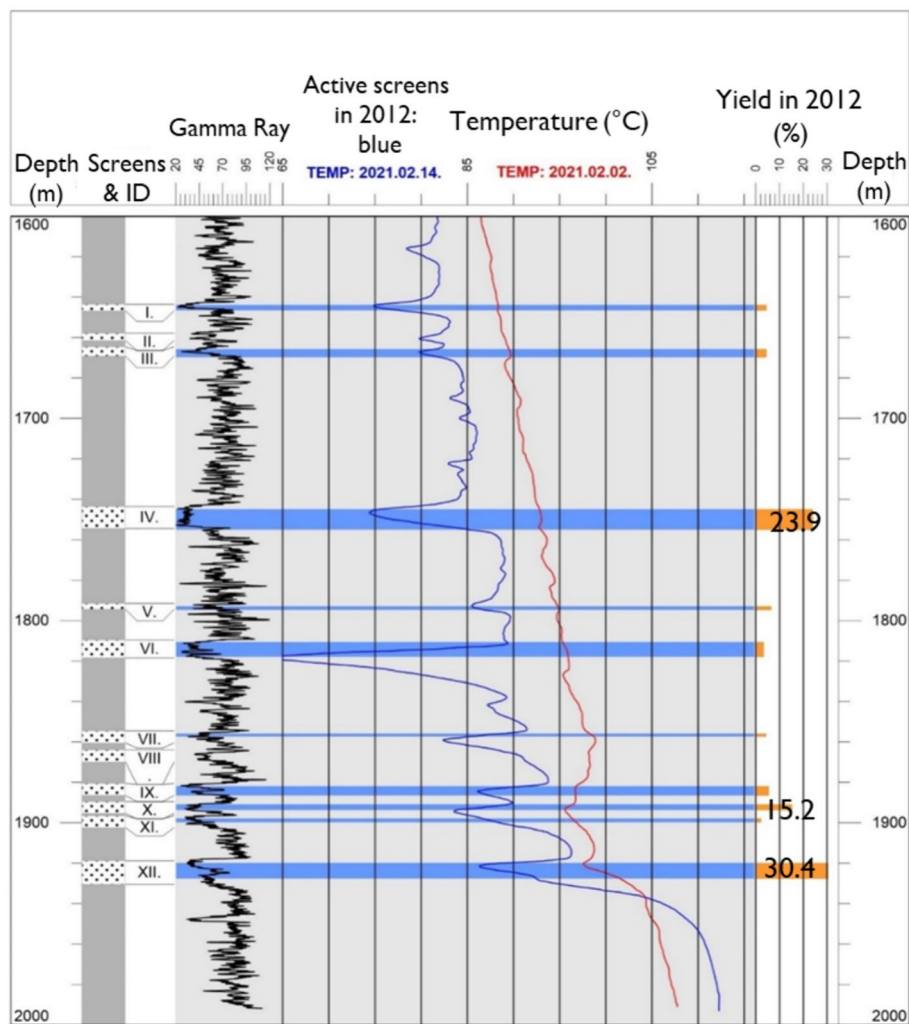 Active screens
in 2012:
blue
Yield in 2012
(%)
Gamma Ray
Temperature (°C)
Depth
(m)
Screens
& ID
20 45 70 95 120
65 85 105
TEMP: 2021.02.14.
TEMP: 2021.02.02.
0 10 20 30
Depth
(m)
1600 1600
I.
II.
III.
1700 1700
IV. 23.9
V.
1800 1800
VI.
VII.
VIII
.
IX.
X. 15.2
XI.
1900 1900
XII. 30.4
2000 2000